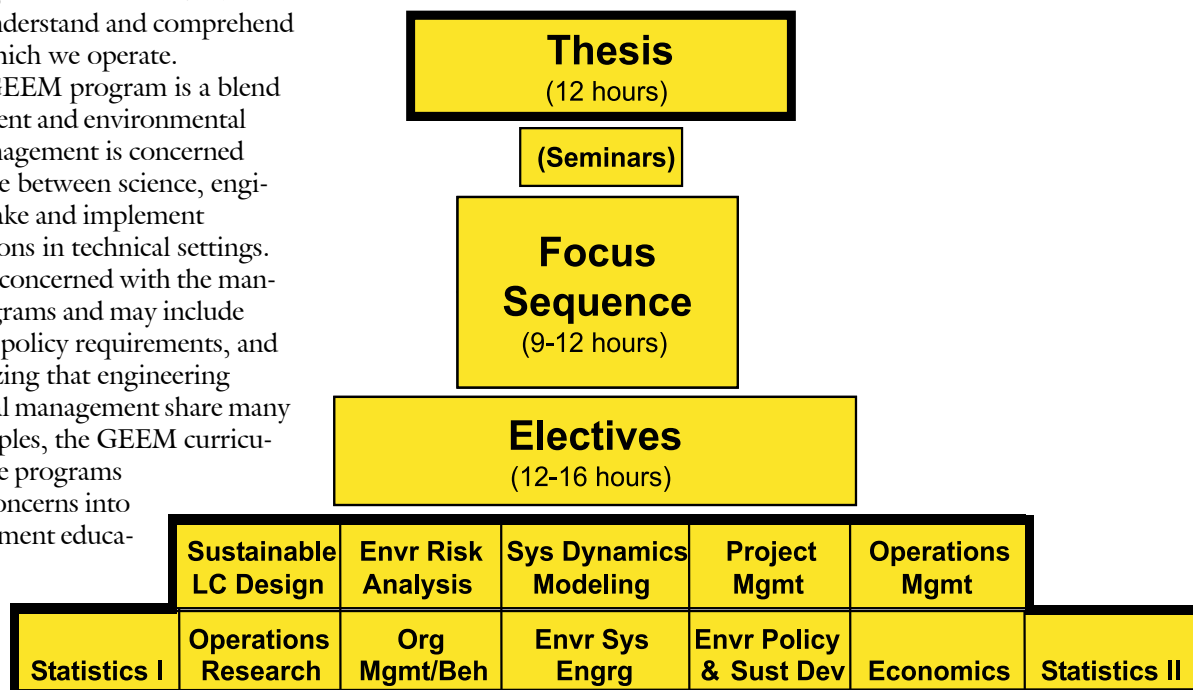 nderstand and comprehend
hich we operate.
GEEM program is a blend
ent and environmental
nagement is concerned
e between science, engi-
ake and implement
ons in technical settings.
concerned with the man-
grams and may include
policy requirements, and
zing that engineering
al management share many
ples, the GEEM curricu-
e programs
oncerns into
ment educa-
Thesis
(12 hours)
(Seminars)
Focus
Sequence
(9-12 hours)
Electives
(12-16 hours)
Sustainable
LC Design
Envr Risk
Analysis
Sys Dynamics
Modeling
Project
Mgmt
Operations
Mgmt
Statistics I
Operations
Research
Org
Mgmt/Beh
Envr Sys
Engrg
Envr Policy
& Sust Dev
Economics
Statistics II